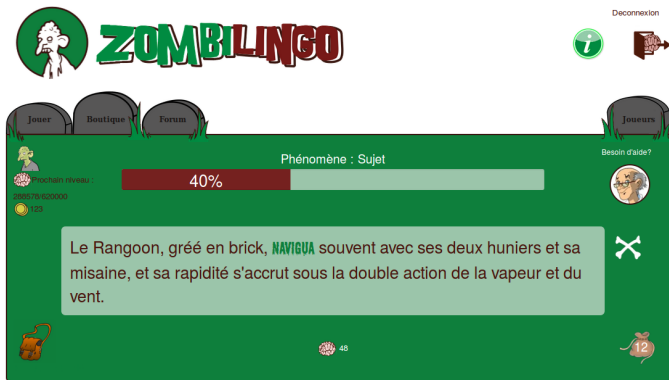 Deconnexion
ZOMBILINGO
Jouer
Boutique
Forum
Joueurs
Phénomène : Sujet
Besoin d'aide?
Prochain niveau :
40%
288578/620000
123
Le Rangoon, gréé en brick, NAVIGUA souvent avec ses deux huniers et sa
misaine, et sa rapidité s'accrut sous la double action de la vapeur et du
vent.
48
12